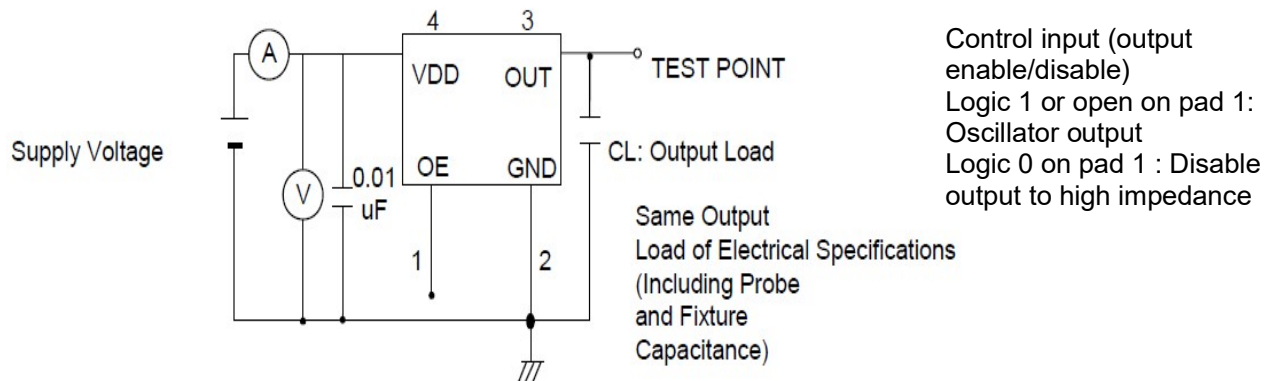 4
3
A
VDD
OUT
TEST POINT
Supply Voltage
V
0.01
uF
OE
GND
CL: Output Load
1
2
Same Output
Load of Electrical Specifications
(Including Probe
and Fixture
Capacitance)
Control input (output
enable/disable)
Logic 1 or open on pad 1:
Oscillator output
Logic 0 on pad 1 : Disable
output to high impedance